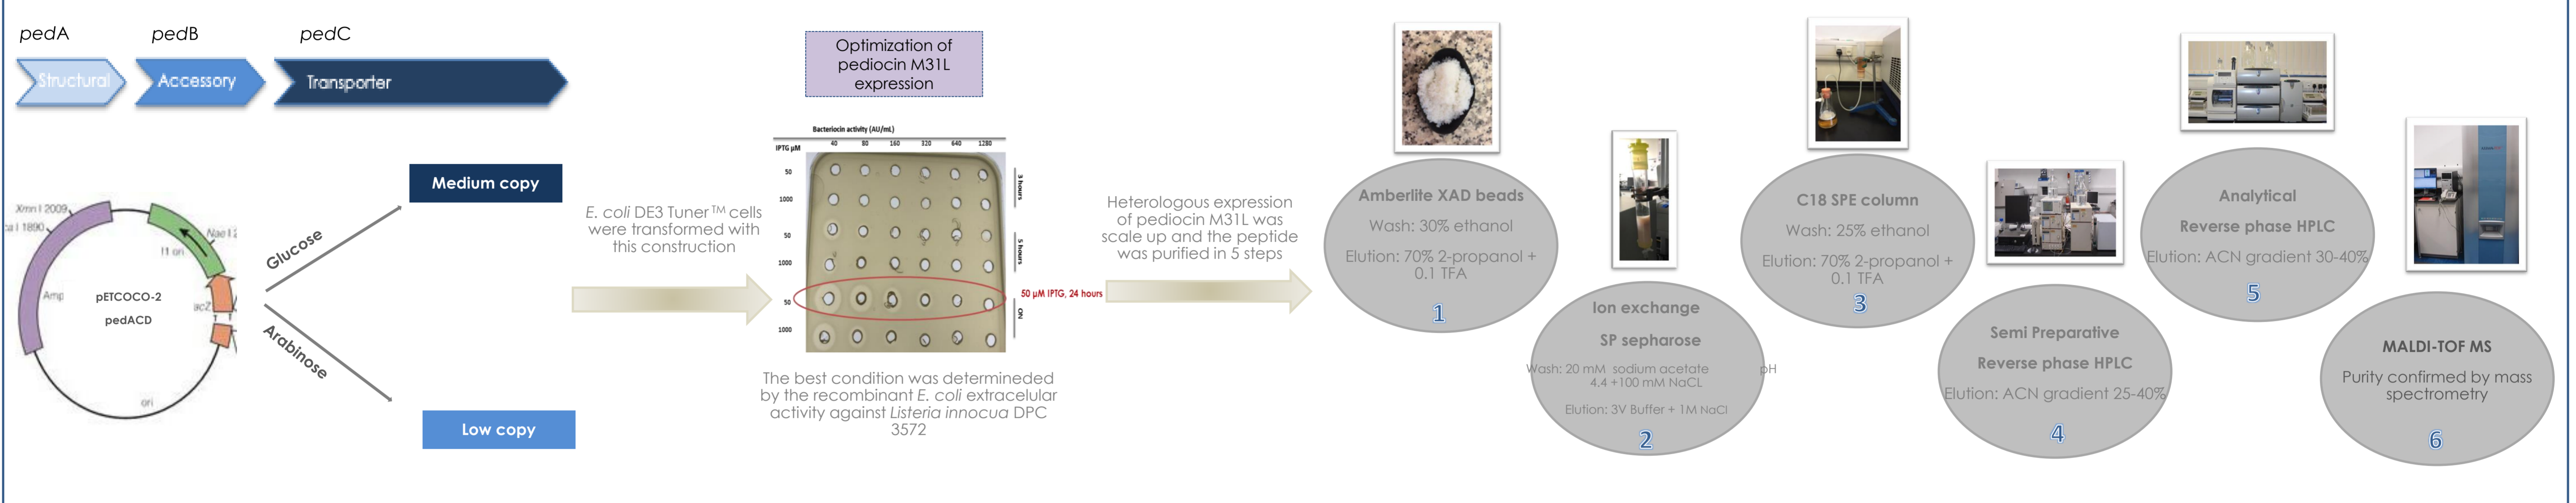 pedA
pedB
pedC
Structural
Accessory
Transporter
Xmn I 2009
I 1890
Nae I 2
f1 ori
Amp
lacZ
T
T
ori
pETCOCO-2
pedACD
Glucose
Arabinose
Medium copy
Low copy
E. coli DE3 Tuner™ cells
were transformed with
this construction
Optimization of
pediocin M31L
expression
Bacteriocin activity (AU/mL)
IPTG µM
40 80 160 320 640 1280
50
1000
50
1000
50
1000
3 hours
5 hours
ON
50 µM IPTG, 24 hours
The best condition was determineded
by the recombinant E. coli extracelular
activity against Listeria innocua DPC
3572
Heterologous expression
of pediocin M31L was
scale up and the peptide
was purified in 5 steps
Amberlite XAD beads
Wash: 30% ethanol
Elution: 70% 2-propanol +
0.1 TFA
1
Ion exchange
SP sepharose
Wash: 20 mM sodium acetate pH
4.4 +100 mM NaCL
Elution: 3V Buffer + 1M NaCl
2
C18 SPE column
Wash: 25% ethanol
Elution: 70% 2-propanol +
0.1 TFA
3
Semi Preparative
Reverse phase HPLC
Elution: ACN gradient 25-40%
4
Analytical
Reverse phase HPLC
Elution: ACN gradient 30-40%
5
MALDI-TOF MS
Purity confirmed by mass
spectrometry
6